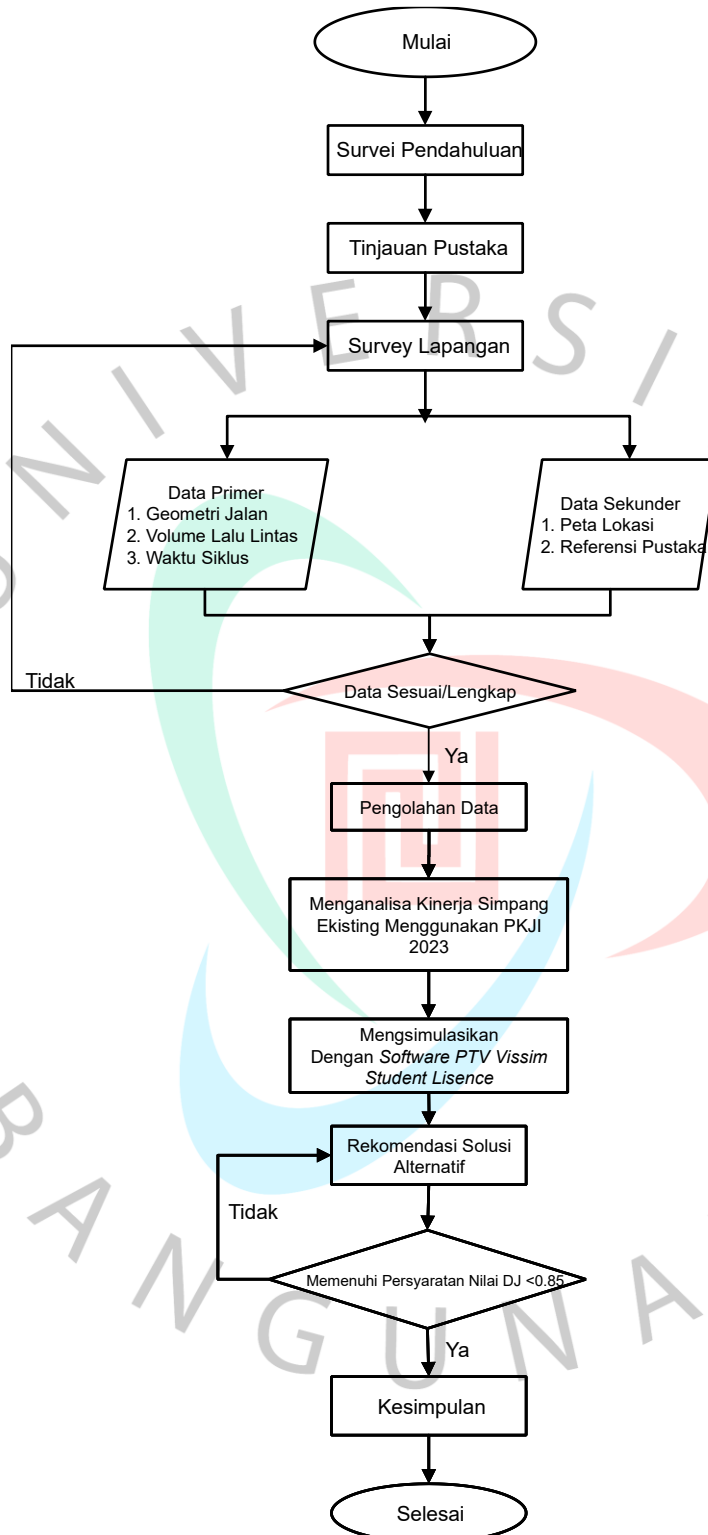 Mulai
Survei Pendahuluan
Tinjauan Pustaka
Survey Lapangan
Data Primer
1. Geometri Jalan
2. Volume Lalu Lintas
3. Waktu Siklus
Data Sekunder
1. Peta Lokasi
2. Referensi Pustaka
Tidak
Data Sesuai/Lengkap
Ya
Pengolahan Data
Menganalisa Kinerja Simpang
Ekisting Menggunakan PKJI
2023
Mengsimulasikan
Dengan Software PTV Vissim
Student Lisence
Rekomendasi Solusi
Alternatif
Tidak
Memenuhi Persyaratan Nilai DJ <0.85
Ya
Kesimpulan
Selesai
UNIVERSI
BANGUNA